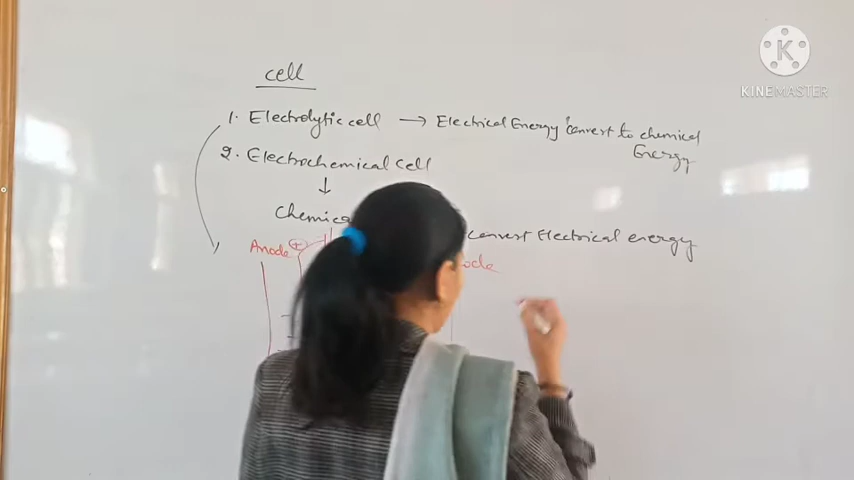 cell
K
KINEMASTER
1. Electrolytic cell → Electrical Energy convert to chemical
Energy
2. Electrochemical cell
↓
convert Electrical energy
Anode +